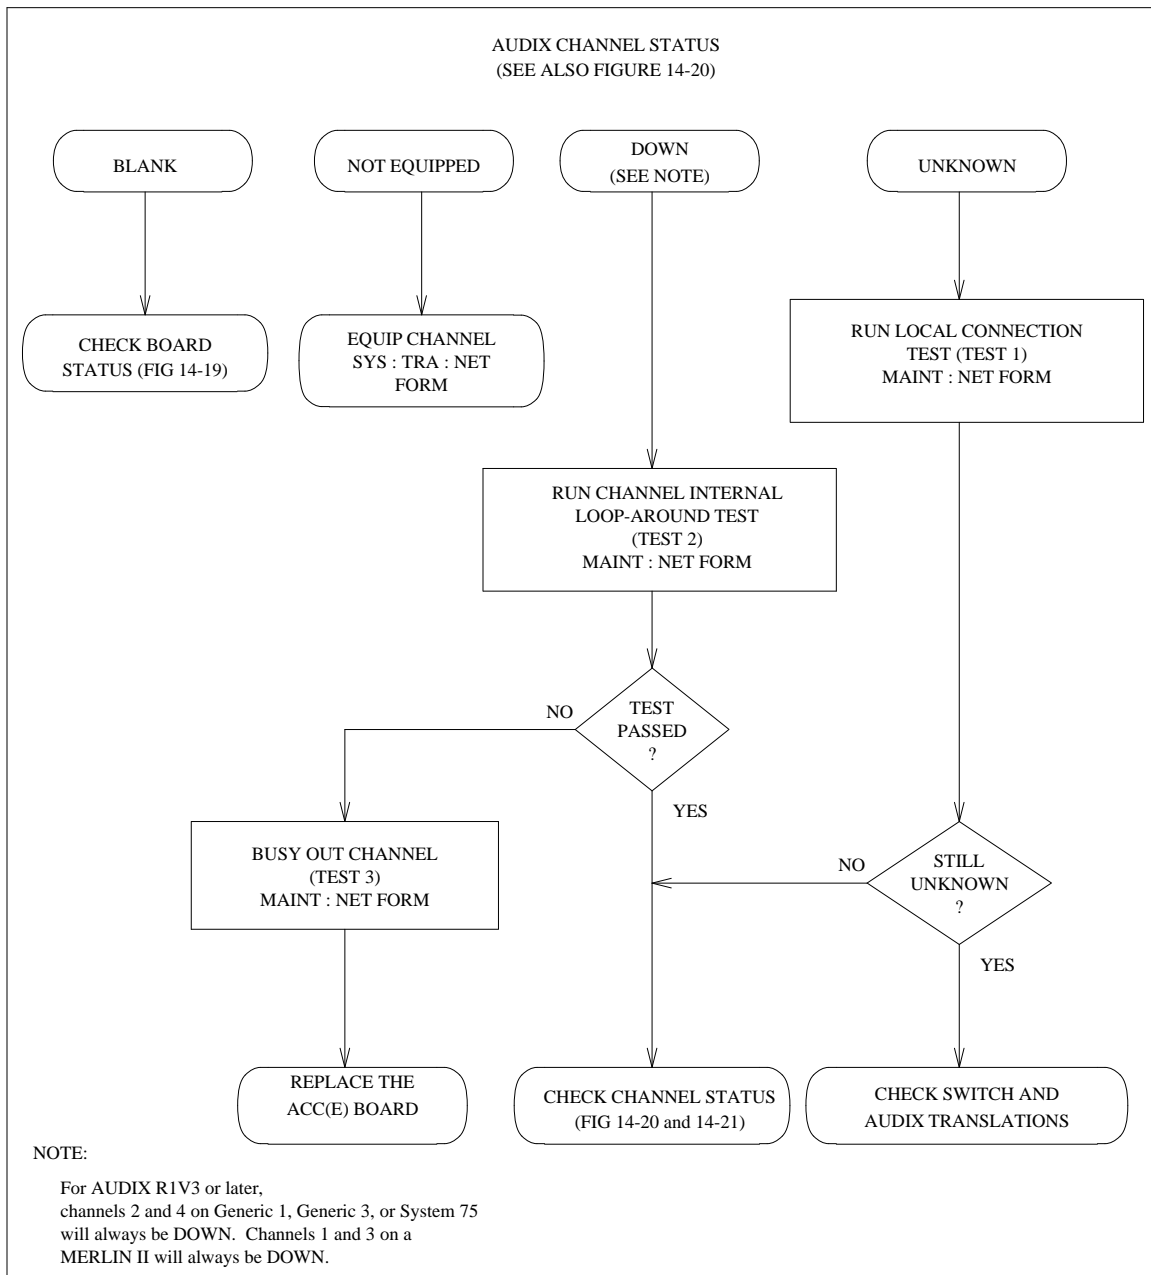 AUDIX CHANNEL STATUS
(SEE ALSO FIGURE 14-20)
BLANK
NOT EQUIPPED
DOWN
(SEE NOTE)
UNKNOWN
CHECK BOARD
STATUS (FIG 14-19)
EQUIP CHANNEL
SYS : TRA : NET
FORM
RUN LOCAL CONNECTION
TEST (TEST 1)
MAINT : NET FORM
RUN CHANNEL INTERNAL
LOOP-AROUND TEST
(TEST 2)
MAINT : NET FORM
TEST
PASSED
?
NO
YES
BUSY OUT CHANNEL
(TEST 3)
MAINT : NET FORM
STILL
UNKNOWN
?
NO
YES
REPLACE THE
ACC(E) BOARD
CHECK CHANNEL STATUS
(FIG 14-20 and 14-21)
CHECK SWITCH AND
AUDIX TRANSLATIONS
NOTE:
For AUDIX R1V3 or later,
channels 2 and 4 on Generic 1, Generic 3, or System 75
will always be DOWN. Channels 1 and 3 on a
MERLIN II will always be DOWN.